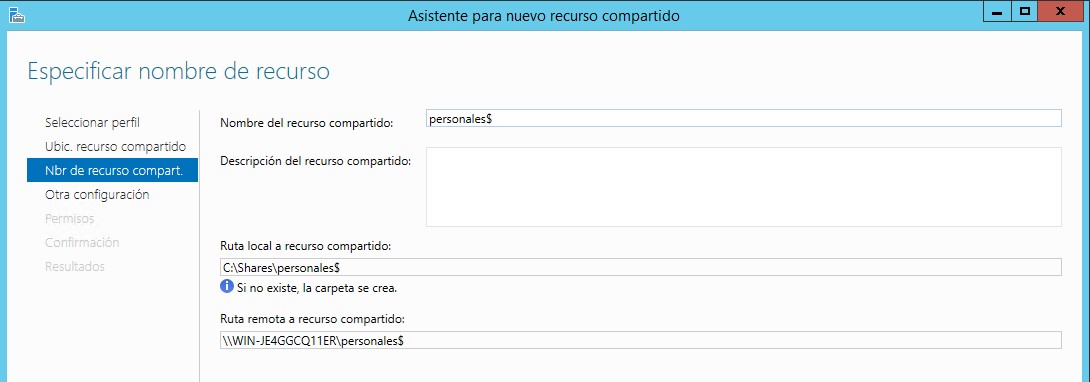 Asistente para nuevo recurso compartido
Especificar nombre de recurso
Seleccionar perfil
Ubic. recurso compartido
Nbr de recurso compart.
Otra configuración
Permisos
Confirmación
Resultados
Nombre del recurso compartido: personales$
Descripción del recurso compartido:
Ruta local a recurso compartido:
C:\Shares\personales$
Si no existe, la carpeta se crea.
Ruta remota a recurso compartido:
\\WIN-JE4GGCQ11ER\personales$